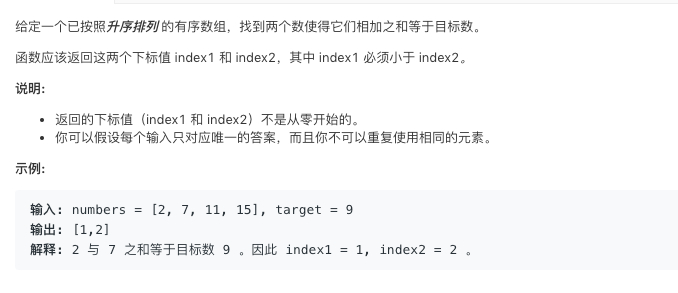 给定一个已按照升序排列 的有序数组，找到两个数使得它们相加之和等于目标数。
函数应该返回这两个下标值 index1 和 index2，其中 index1 必须小于 index2。
说明:
• 返回的下标值（index1 和 index2）不是从零开始的。
• 你可以假设每个输入只对应唯一的答案，而且你不可以重复使用相同的元素。
示例:
输入: numbers = [2, 7, 11, 15], target = 9
输出: [1,2]
解释: 2 与 7 之和等于目标数 9 。因此 index1 = 1, index2 = 2 。